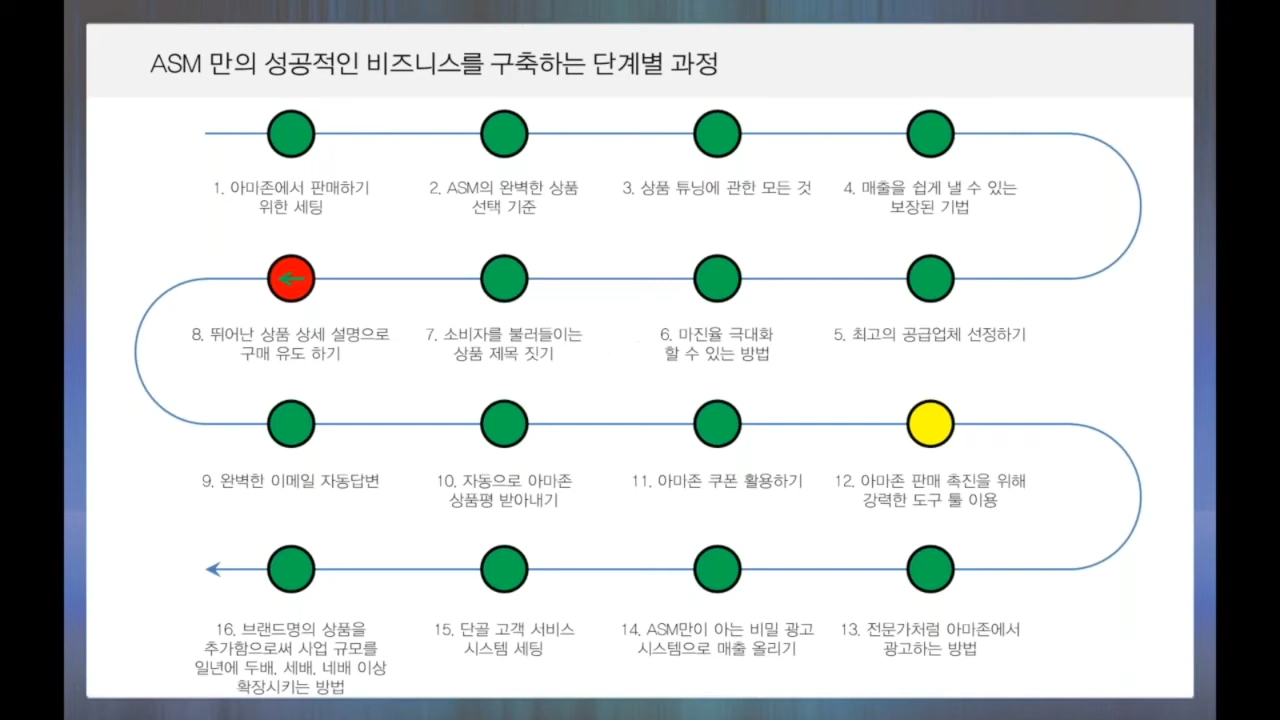 ASM 만의 성공적인 비즈니스를 구축하는 단계별 과정
1. 아마존에서 판매하기
위한 세팅
2. ASM의 완벽한 상품
선택 기준
3. 상품 튜닝에 관한 모든 것
4. 매출을 쉽게 낼 수 있는
보장된 기법
8. 뛰어난 상품 상세 설명으로
구매 유도 하기
7. 소비자를 불러들이는
상품 제목 짓기
6. 마진율 극대화
할 수 있는 방법
5. 최고의 공급업체 선정하기
9. 완벽한 이메일 자동답변
10. 자동으로 아마존
상품평 받아내기
11. 아마존 쿠폰 활용하기
12. 아마존 판매 촉진을 위해
강력한 도구 툴 이용
16. 브랜드명의 상품을
추가함으로써 사업 규모를
일년에 두배, 세배, 네배 이상
확장시키는 방법
15. 단골 고객 서비스
시스템 세팅
14. ASM만이 아는 비밀 광고
시스템으로 매출 올리기
13. 전문가처럼 아마존에서
광고하는 방법